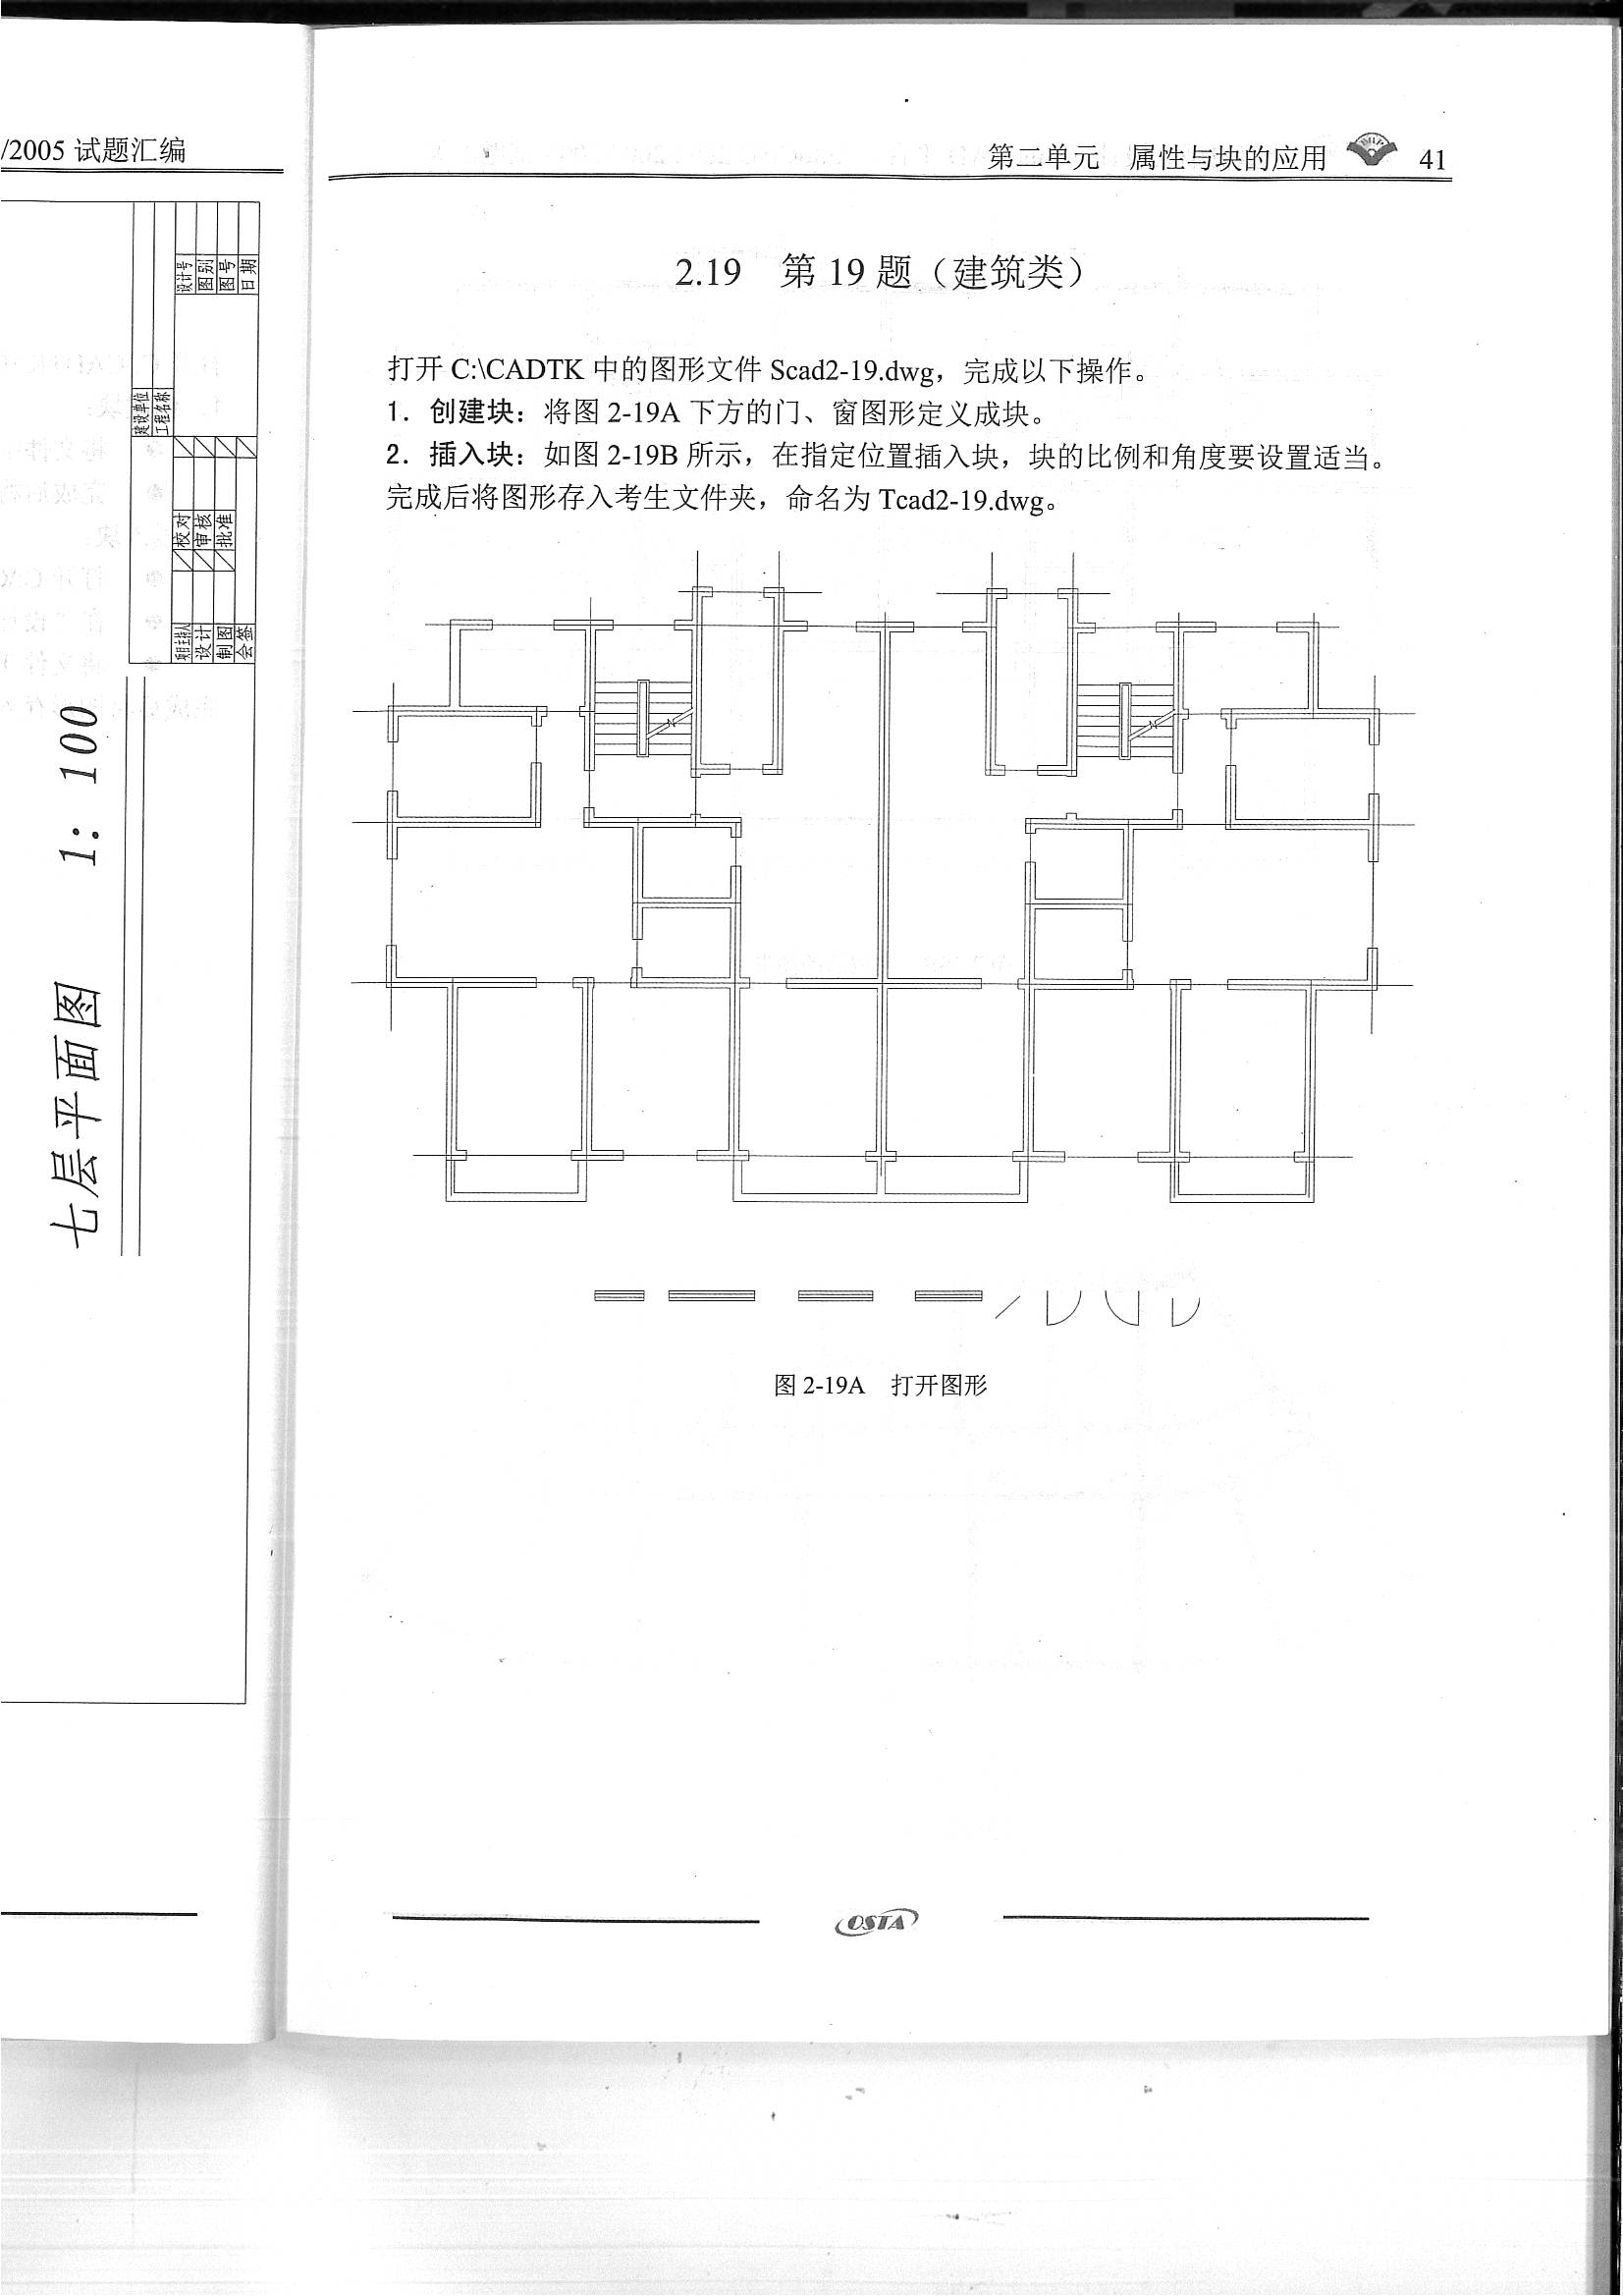 /2005 试题汇编
建设单位
工程名称
设计号
图别
图号
日期
校对
审核
批准
项目主持人
设计
制图
会签
七层平面图 1：100
第二单元 属性与块的应用 41
2.19 第 19 题（建筑类）
打开 C:\CADTK 中的图形文件 Scad2-19.dwg，完成以下操作。
1．创建块：将图 2-19A 下方的门、窗图形定义成块。
2．插入块：如图 2-19B 所示，在指定位置插入块，块的比例和角度要设置适当。
完成后将图形存入考生文件夹，命名为 Tcad2-19.dwg。
图 2-19A 打开图形
OSTA